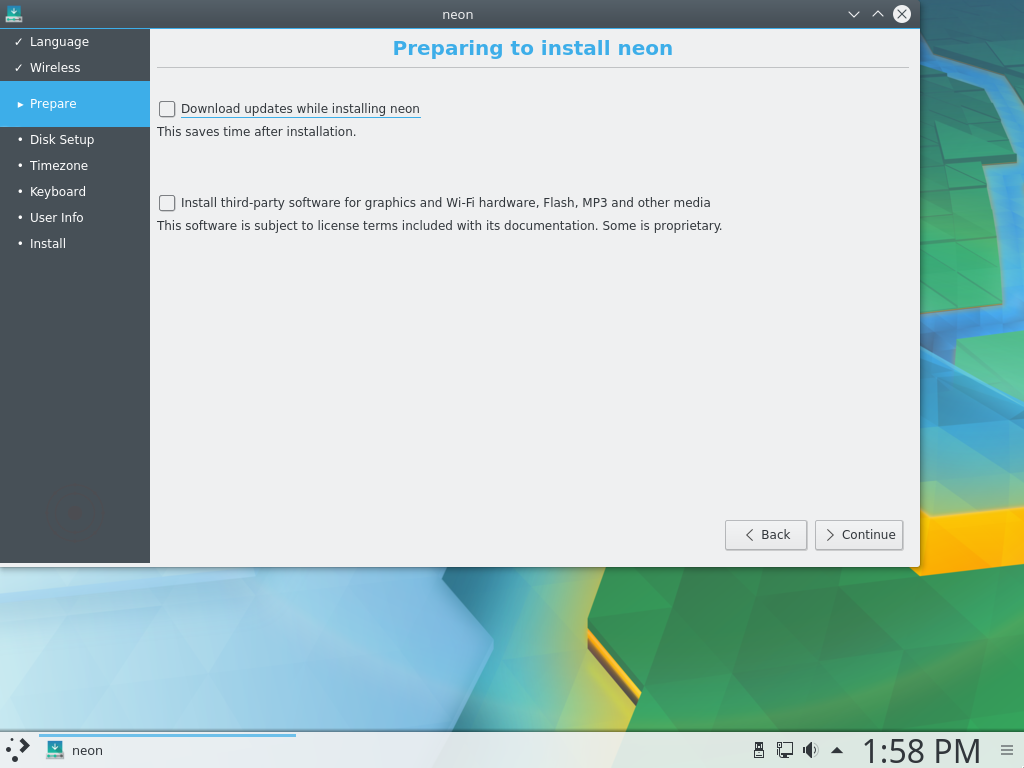 neon
Language
Wireless
Prepare
Disk Setup
Timezone
Keyboard
User Info
Install
Preparing to install neon
Download updates while installing neon
This saves time after installation.
Install third-party software for graphics and Wi-Fi hardware, Flash, MP3 and other media
This software is subject to license terms included with its documentation. Some is proprietary.
Back
Continue
neon
1:58 PM